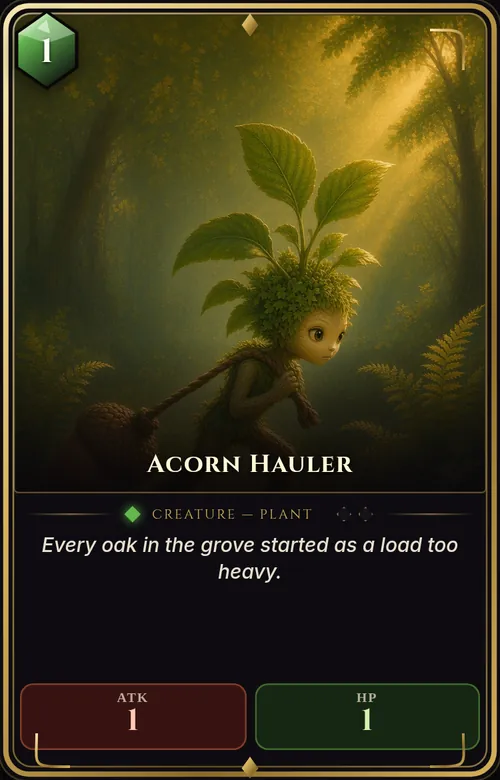 1
Acorn Hauler
CREATURE — PLANT
Every oak in the grove started as a load too
heavy.
ATK
1
HP
1